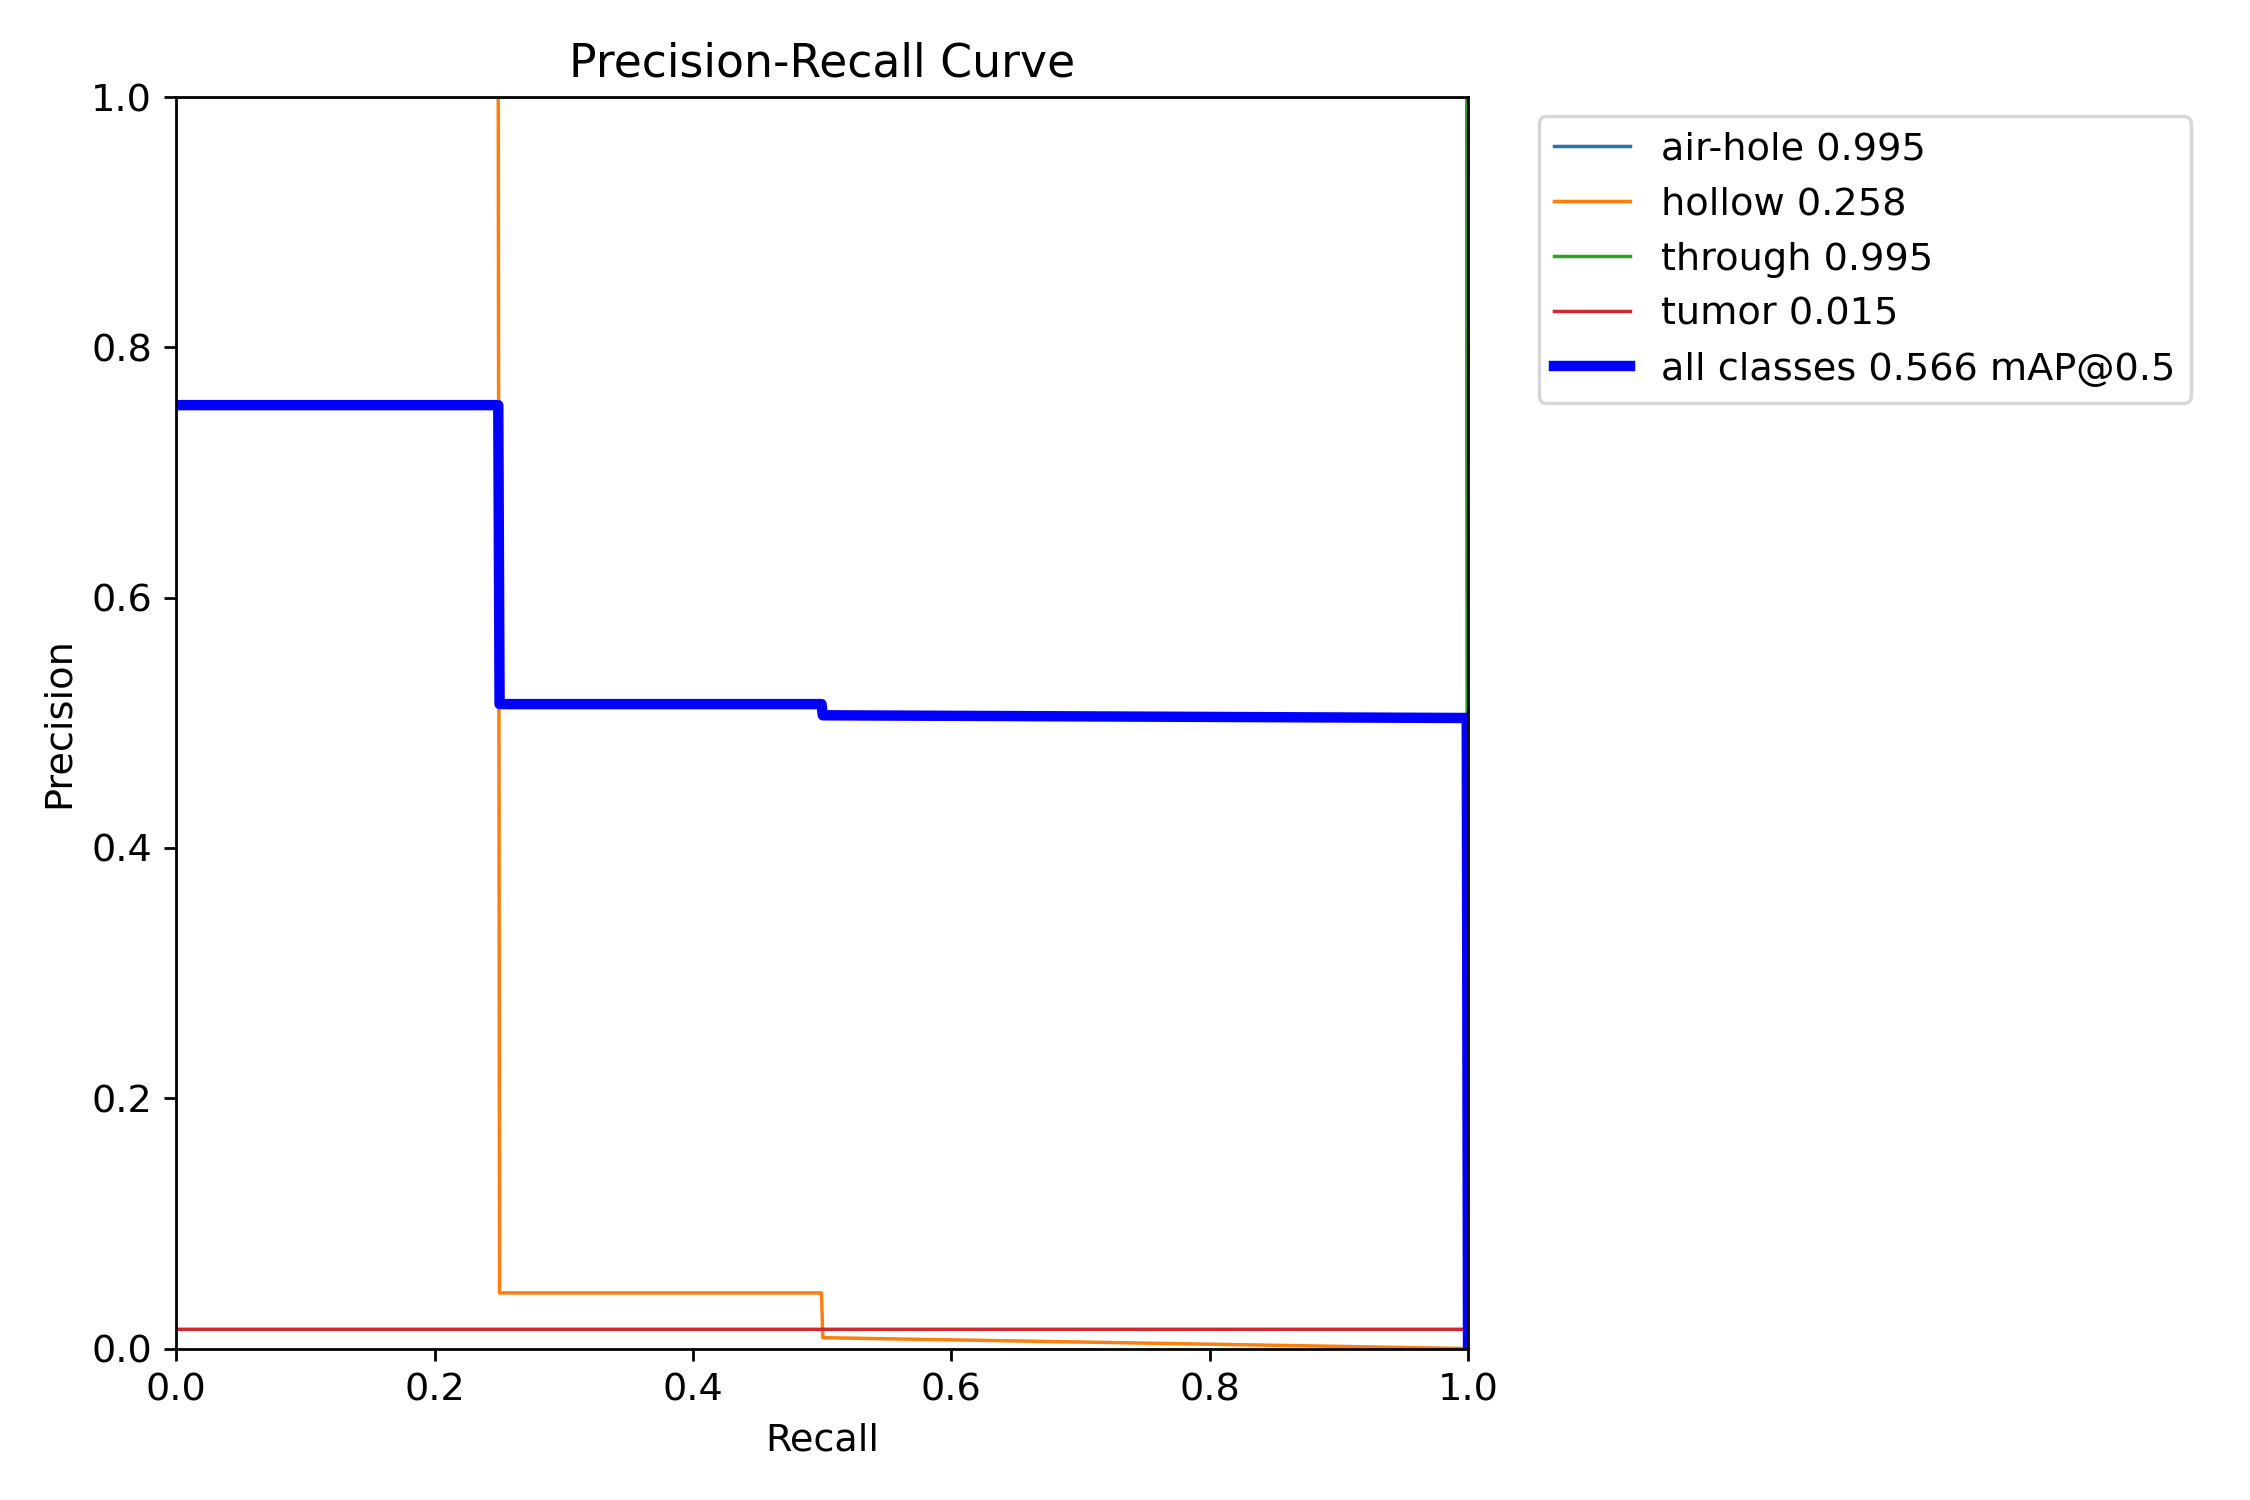 Precision-Recall Curve
1.0
0.8
0.6
0.4
0.2
0.0
Precision
0.0 0.2 0.4 0.6 0.8 1.0
Recall
air-hole 0.995
hollow 0.258
through 0.995
tumor 0.015
all classes 0.566 mAP@0.5